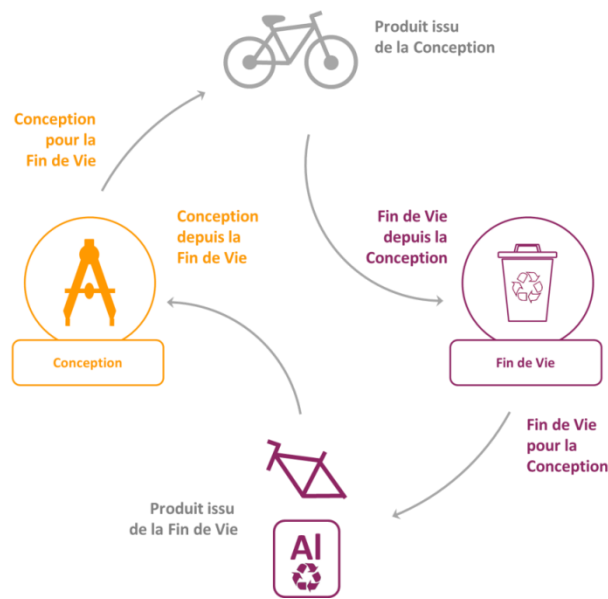 Produit issu
de la Conception
Conception
pour la
Fin de Vie
Conception
depuis la
Fin de Vie
Fin de Vie
depuis la
Conception
Conception
Fin de Vie
Fin de Vie
pour la
Conception
Produit issu
de la Fin de Vie
Al